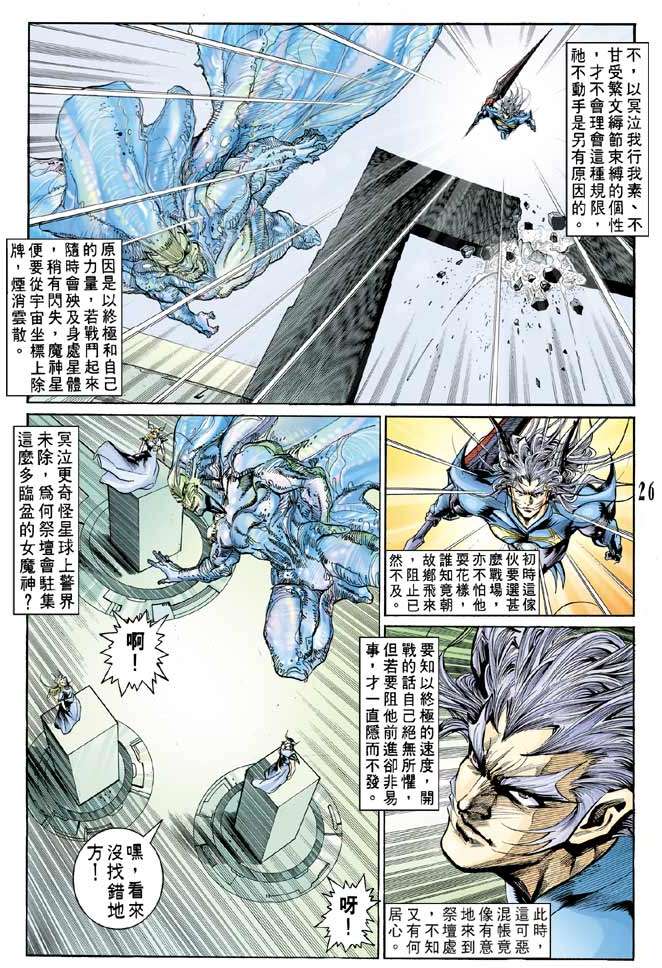 不，以冥泣我行我素、不
甘受繁文縟節束縛的個性
，才不會理會這種規限，
祂不動手是另有原因的。
原因是以終極和自己
的力量，若戰鬥起來
隨時會殃及身處星體
，稍有閃失，魔神星
便要從宇宙坐標上除
牌，煙消雲散。
初時這傢
伙要選甚
麼戰場，
亦不怕他
耍花樣，
誰知竟朝
故鄉飛來
，阻止已
然不及。
冥泣更奇怪星球上警界
未除，為何祭壇會駐集
這麼多臨盆的女魔神？
啊！
嘿，看來
沒找錯地
方！
呀！
要知以終極的速度，開
戰的話自己絕無所懼，
但若要阻他前進卻非易
事，才一直隱而不發。
此時，
這可惡
混帳竟
像有意
地來到
祭壇處
，不知
又有何
居心。
26